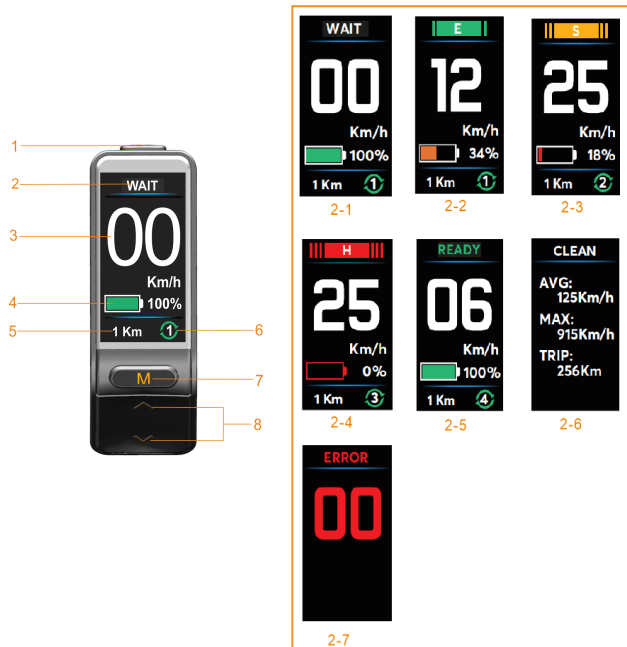 1
2
WAIT
3
00
Km/h
4
100%
5
1 Km
1
6
M
7
8
WAIT
00
Km/h
100%
1 Km
1
2-1
E
12
Km/h
34%
1 Km
1
2-2
S
25
Km/h
18%
1 Km
2
2-3
H
25
Km/h
0%
1 Km
3
2-4
READY
06
Km/h
100%
1 Km
4
2-5
CLEAN
AVG:
125Km/h
MAX:
915Km/h
TRIP:
256Km
2-6
ERROR
00
2-7